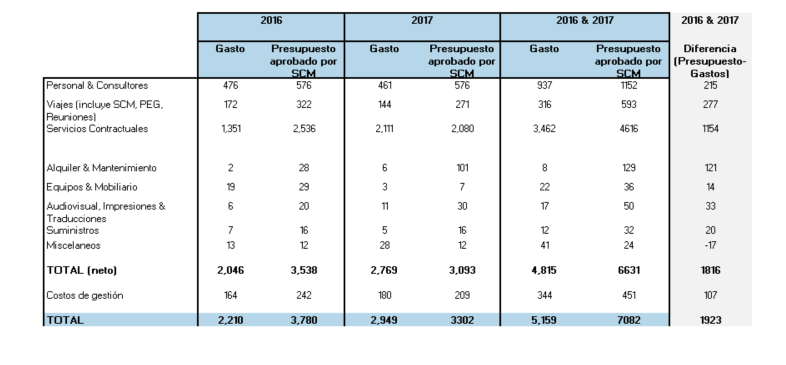 2016 2017 2016 & 2017 2016 & 2017
Gasto Presupuesto aprobado por SCM Gasto Presupuesto aprobado por SCM Gasto Presupuesto aprobado por SCM Diferencia (Presupuesto-Gastos)
Personal & Consultores 476 576 461 576 937 1152 215
Viajes (incluye SCM, PEG, Reuniones) 172 322 144 271 316 593 277
Servicios Contractuales 1,351 2,536 2,111 2,080 3,462 4616 1154
Alquiler & Mantenimiento 2 28 6 101 8 129 121
Equipos & Mobiliario 19 29 3 7 22 36 14
Audiovisual, Impresiones & Traducciones 6 20 11 30 17 50 33
Suministros 7 16 5 16 12 32 20
Miscelaneos 13 12 28 12 41 24 -17
TOTAL (neto) 2,046 3,538 2,769 3,093 4,815 6631 1816
Costos de gestión 164 242 180 209 344 451 107
TOTAL 2,210 3,780 2,949 3302 5,159 7082 1923